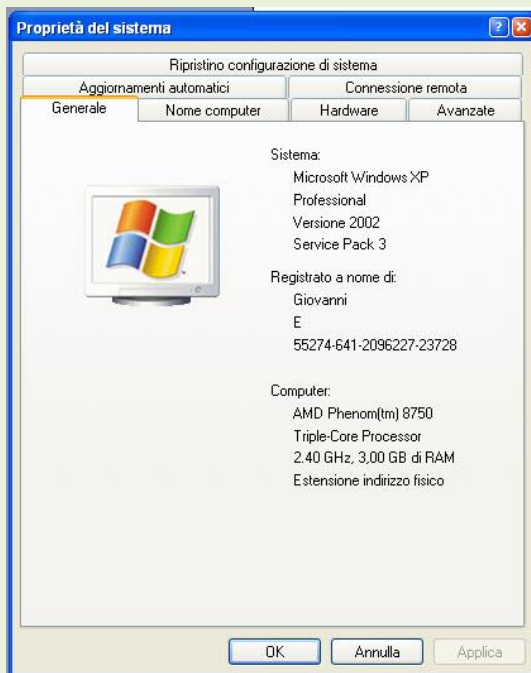 Proprietà del sistema
Ripristino configurazione di sistema
Aggiornamenti automatici
Connessione remota
Generale
Nome computer
Hardware
Avanzate
Sistema:
Microsoft Windows XP
Professional
Versione 2002
Service Pack 3
Registrato a nome di:
Giovanni
E
55274-641-2096227-23728
Computer:
AMD Phenom(tm) 8750
Triple-Core Processor
2.40 GHz, 3,00 GB di RAM
Estensione indirizzo fisico
OK
Annulla
Applica